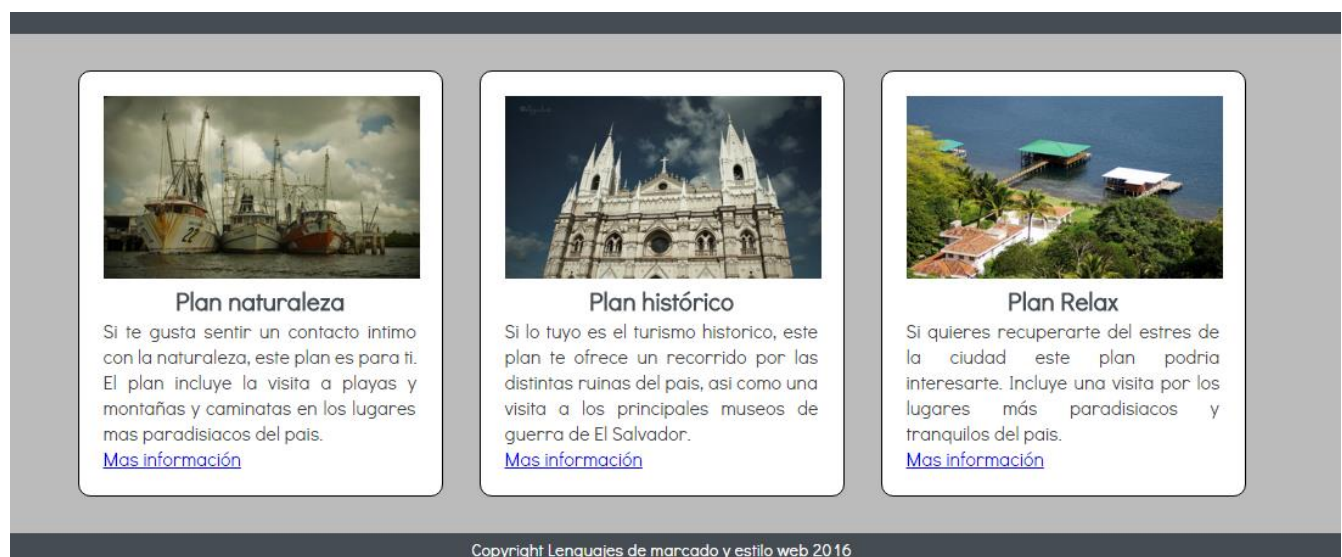 Plan naturaleza
Si te gusta sentir un contacto intimo
con la naturaleza, este plan es para ti.
El plan incluye la visita a playas y
montañas y caminatas en los lugares
mas paradisiacos del pais.
Mas información
Plan histórico
Si lo tuyo es el turismo historico, este
plan te ofrece un recorrido por las
distintas ruinas del pais, asi como una
visita a los principales museos de
guerra de El Salvador.
Mas información
Plan Relax
Si quieres recuperarte del estres de
la ciudad este plan podria
interesarte. Incluye una visita por los
lugares más paradisiacos y
tranquilos del pais.
Mas información
Copyright Lenguajes de marcado y estilo web 2016